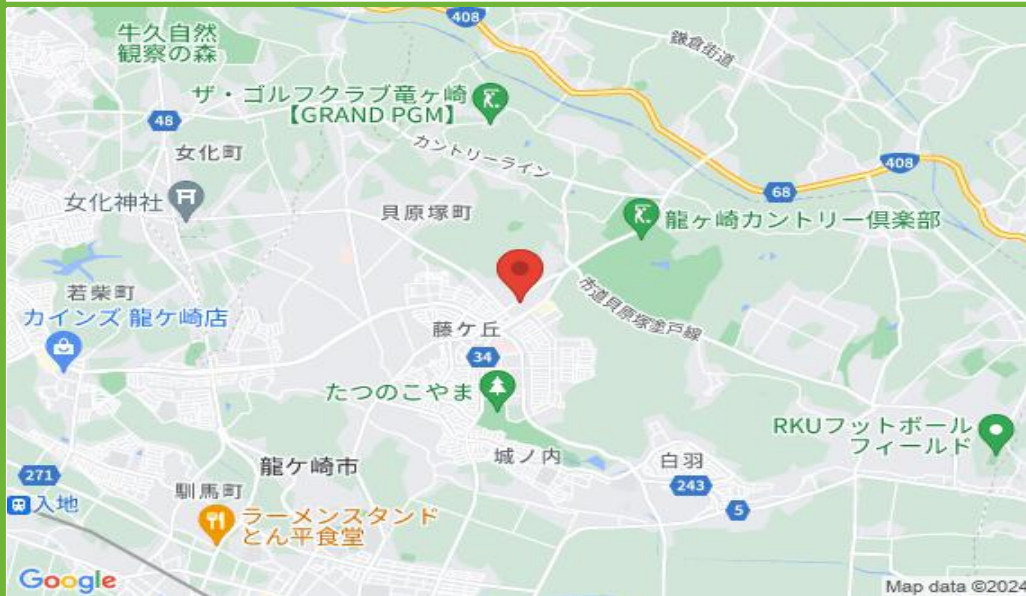 408
牛久自然
観察の森
鎌倉街道
ザ・ゴルフクラブ竜ヶ崎
【GRAND PGM】
48
カントリーライン
女化町
408
68
女化神社
貝原塚町
龍ヶ崎カントリー倶楽部
若柴町
カインズ 龍ケ崎店
市道貝原塚塗戸線
藤ケ丘
34
たつのこやま
RKUフットボール
フィールド
城ノ内
白羽
龍ケ崎市
271
243
馴馬町
5
入地
ラーメンスタンド
とん平食堂
Google
Map data ©2024